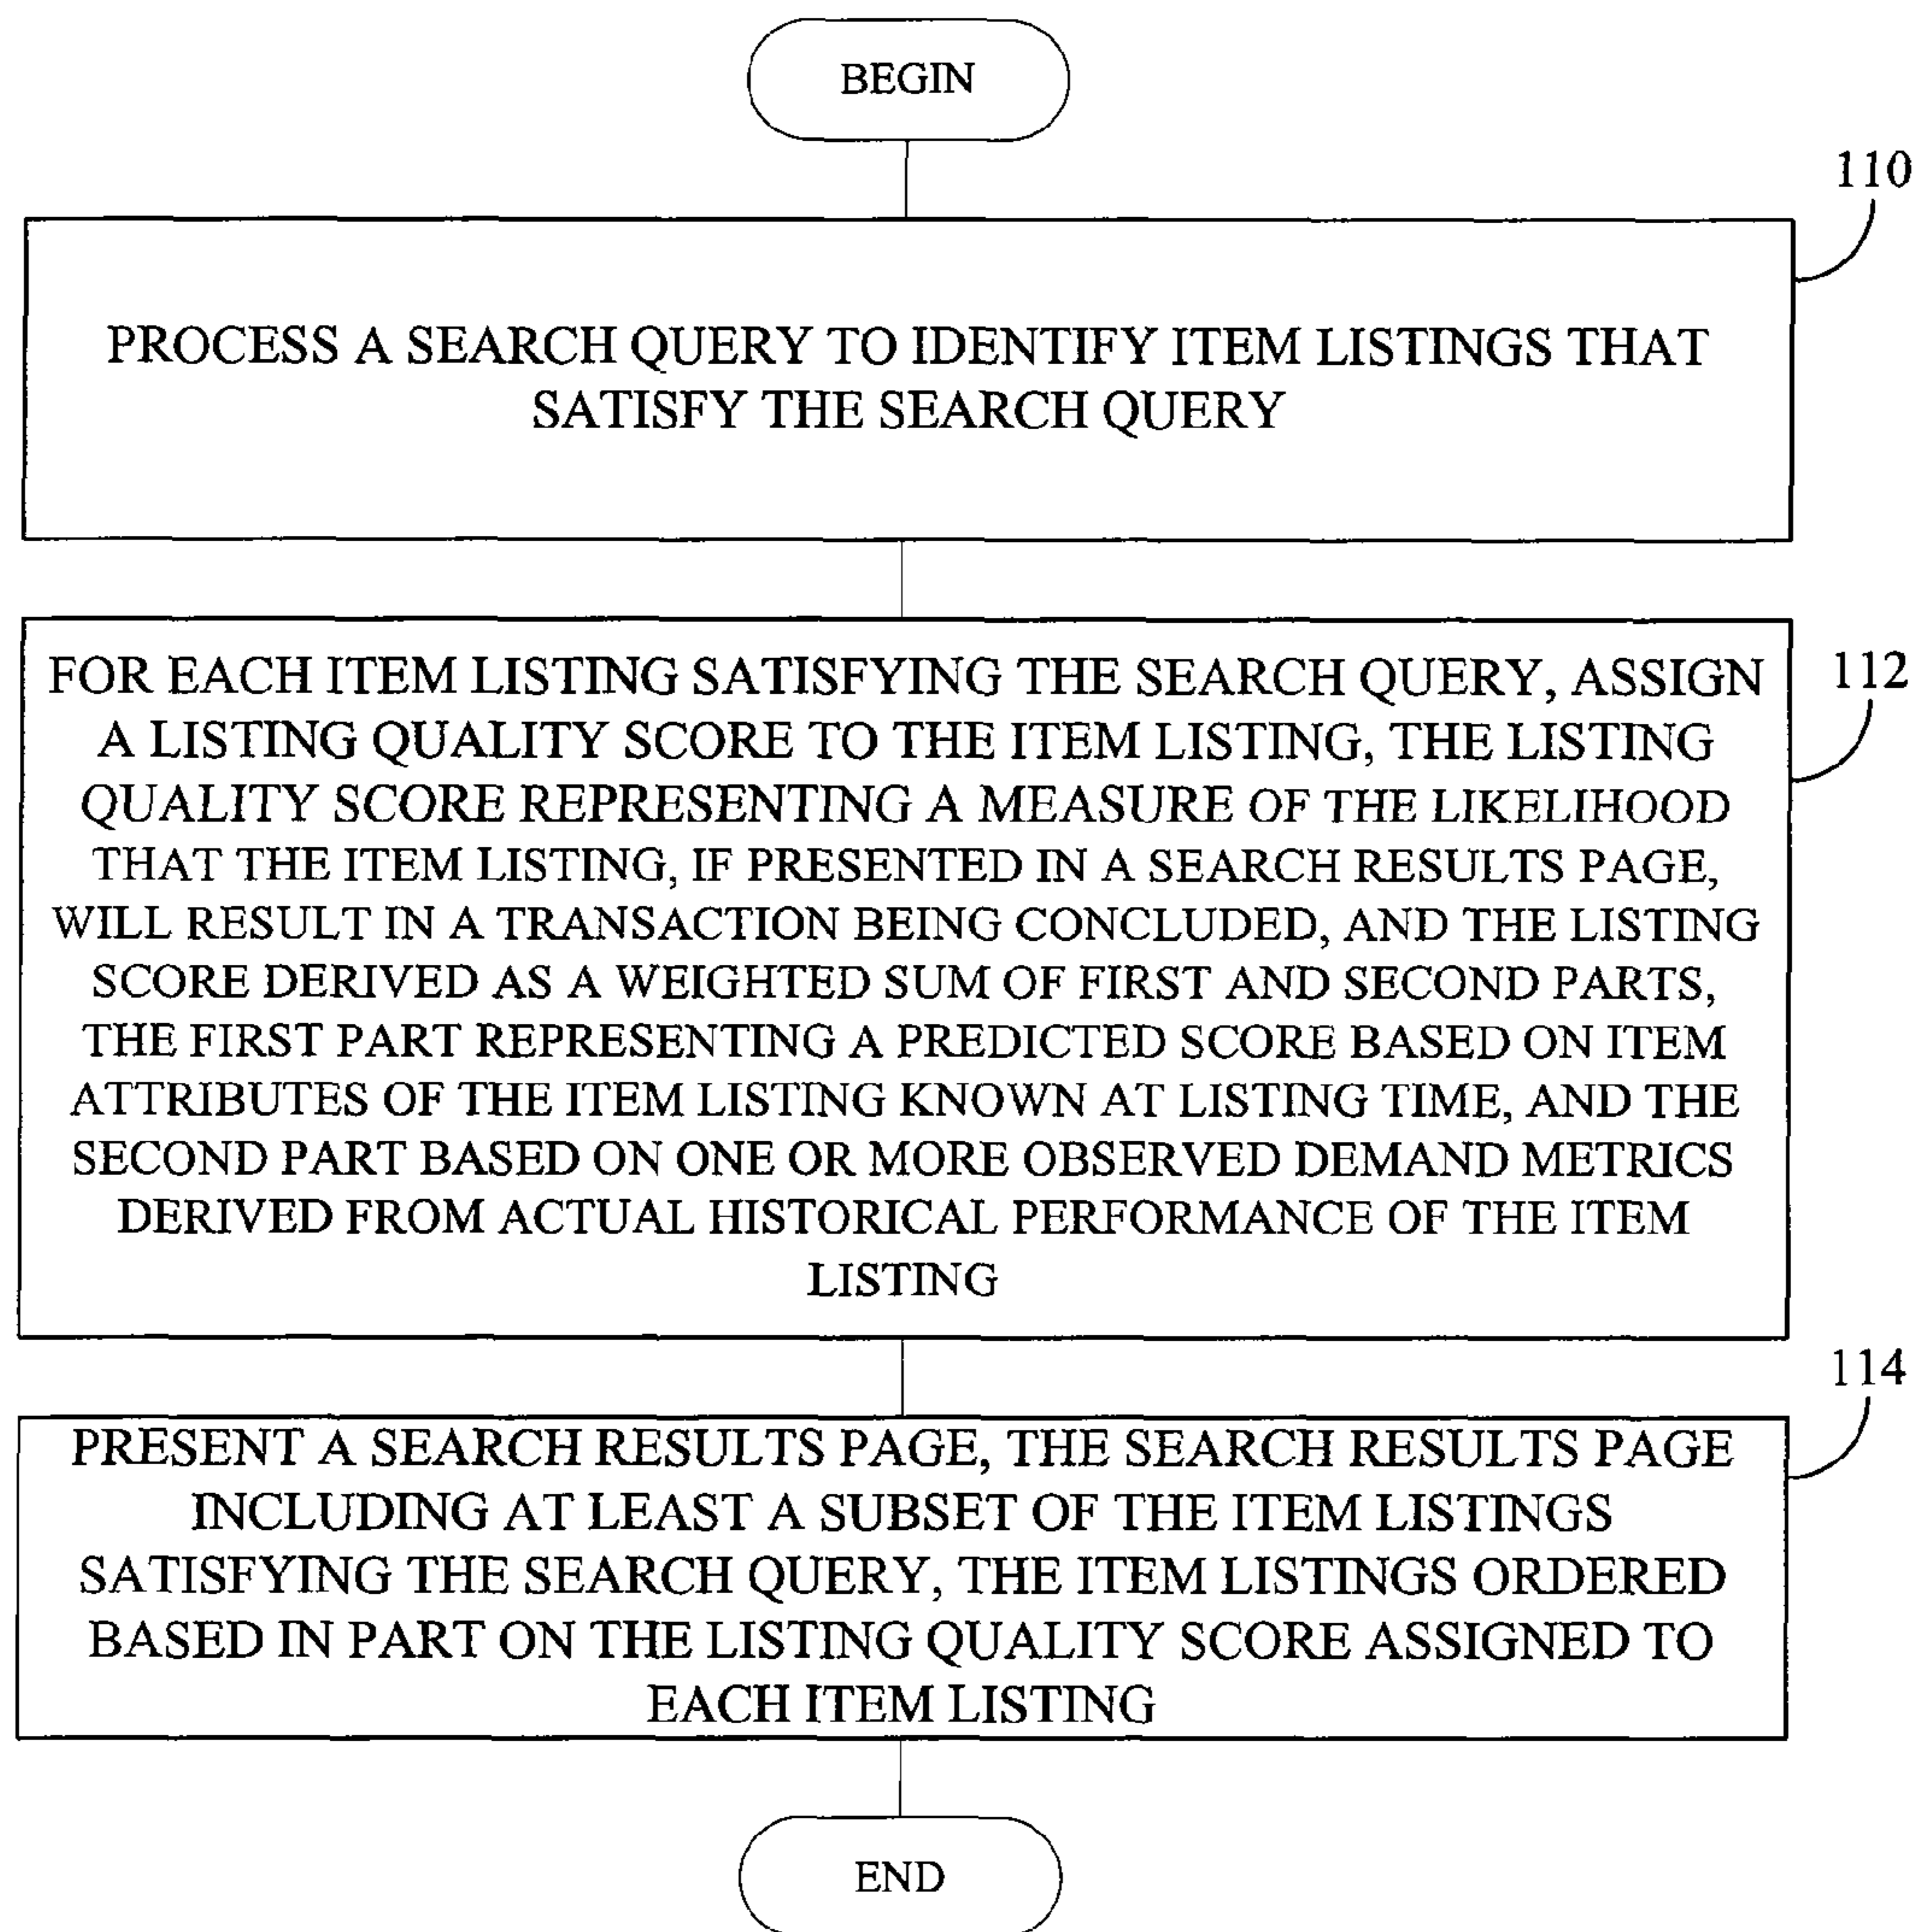 BEGIN
110
PROCESS A SEARCH QUERY TO IDENTIFY ITEM LISTINGS THAT
SATISFY THE SEARCH QUERY
112
FOR EACH ITEM LISTING SATISFYING THE SEARCH QUERY, ASSIGN
A LISTING QUALITY SCORE TO THE ITEM LISTING, THE LISTING
QUALITY SCORE REPRESENTING A MEASURE OF THE LIKELIHOOD
THAT THE ITEM LISTING, IF PRESENTED IN A SEARCH RESULTS PAGE,
WILL RESULT IN A TRANSACTION BEING CONCLUDED, AND THE LISTING
SCORE DERIVED AS A WEIGHTED SUM OF FIRST AND SECOND PARTS,
THE FIRST PART REPRESENTING A PREDICTED SCORE BASED ON ITEM
ATTRIBUTES OF THE ITEM LISTING KNOWN AT LISTING TIME, AND THE
SECOND PART BASED ON ONE OR MORE OBSERVED DEMAND METRICS
DERIVED FROM ACTUAL HISTORICAL PERFORMANCE OF THE ITEM
LISTING
114
PRESENT A SEARCH RESULTS PAGE, THE SEARCH RESULTS PAGE
INCLUDING AT LEAST A SUBSET OF THE ITEM LISTINGS
SATISFYING THE SEARCH QUERY, THE ITEM LISTINGS ORDERED
BASED IN PART ON THE LISTING QUALITY SCORE ASSIGNED TO
EACH ITEM LISTING
END